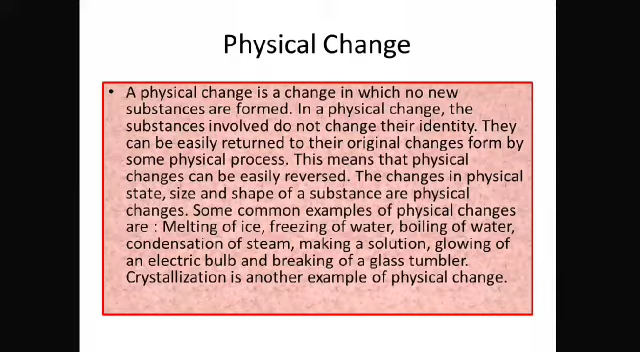 Physical Change
• A physical change is a change in which no new
substances are formed. In a physical change, the
substances involved do not change their identity. They
can be easily returned to their original changes form by
some physical process. This means that physical
changes can be easily reversed. The changes in physical
state, size and shape of a substance are physical
changes. Some common examples of physical changes
are : Melting of ice, freezing of water, boiling of water,
condensation of steam, making a solution, glowing of
an electric bulb and breaking of a glass tumbler.
Crystallization is another example of physical change.